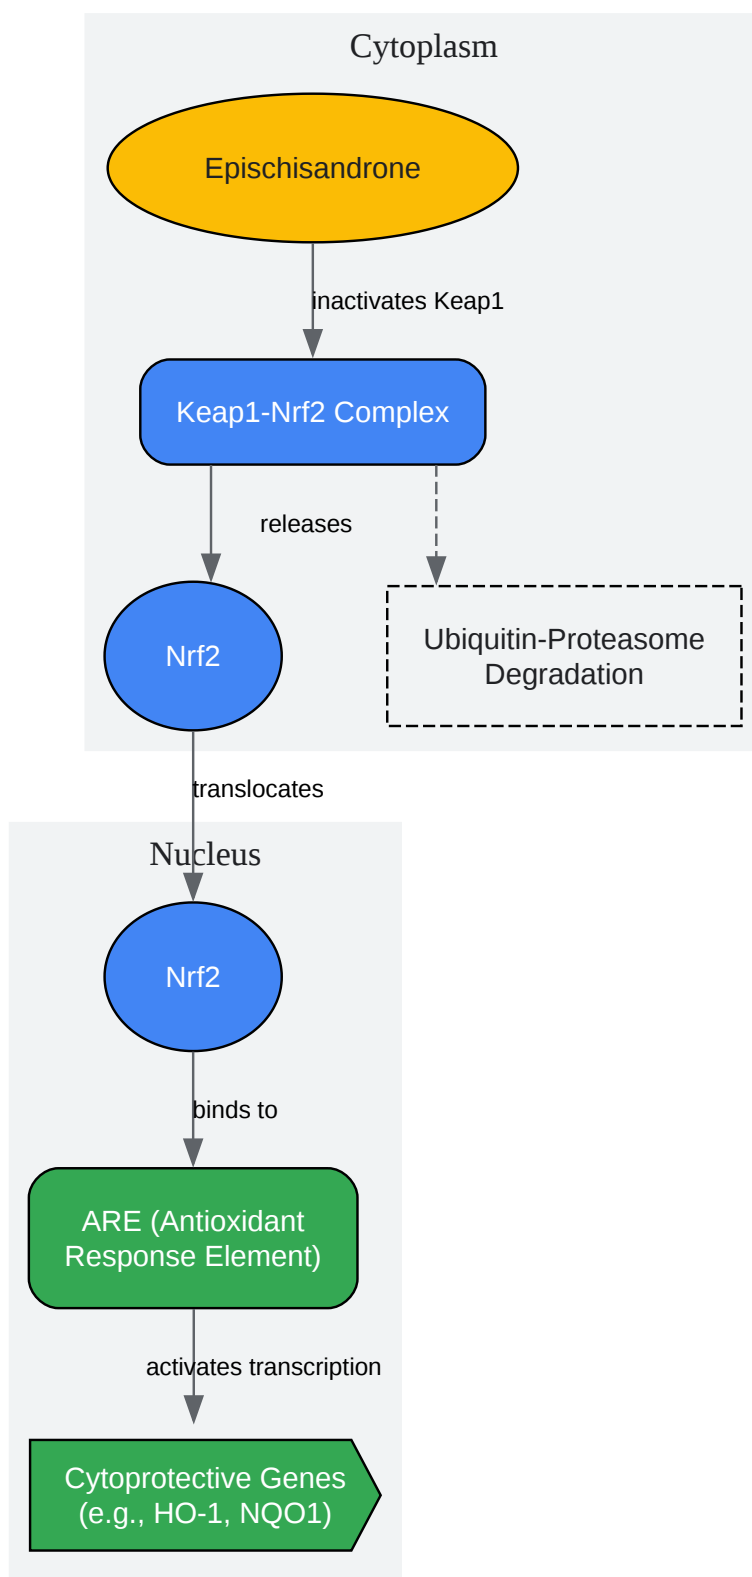 Cytoplasm
Epischisandrone
inactivates Keap1
Keap1-Nrf2 Complex
releases
Nrf2
Ubiquitin-Proteasome
Degradation
translocates
Nucleus
Nrf2
binds to
ARE (Antioxidant
Response Element)
activates transcription
Cytoprotective Genes
(e.g., HO-1, NQO1)